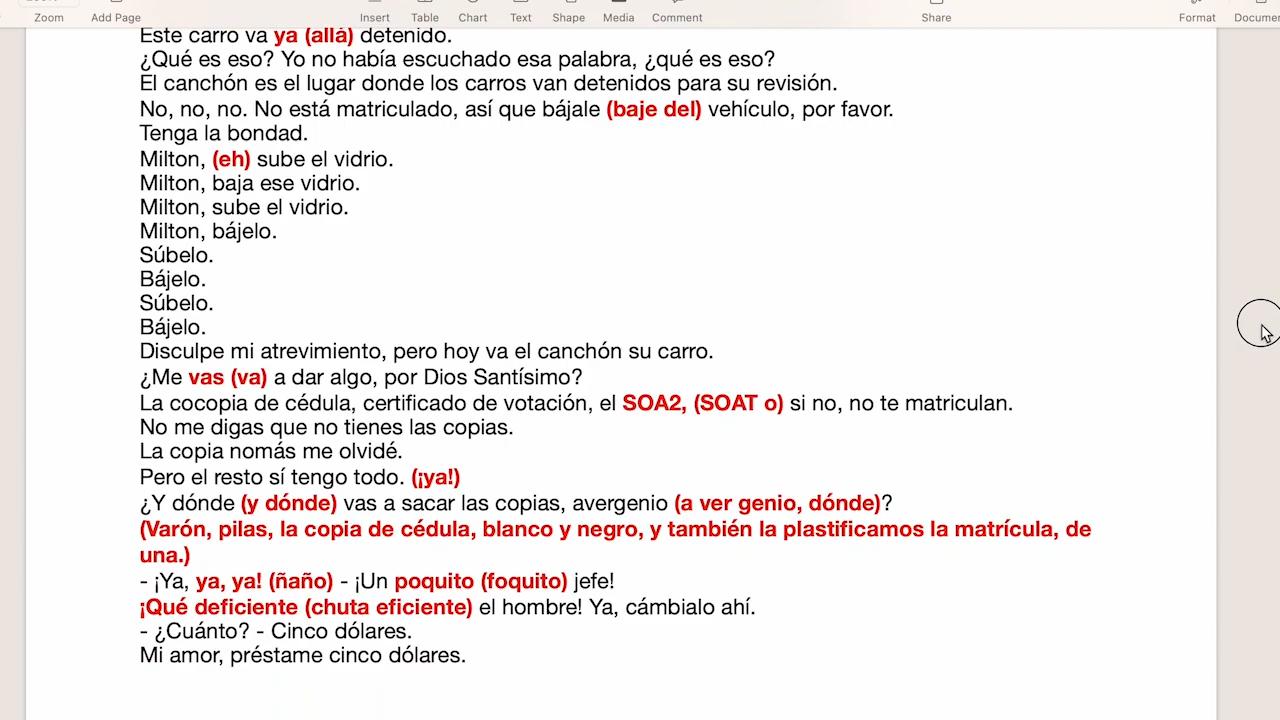 Zoom
Add Page
Insert
Table
Chart
Text
Shape
Media
Comment
Share
Format
Documen
Este carro va ya (allá) detenido.
¿Qué es eso? Yo no había escuchado esa palabra, ¿qué es eso?
El canchón es el lugar donde los carros van detenidos para su revisión.
No, no, no. No está matriculado, así que bájale (baje del) vehículo, por favor.
Tenga la bondad.
Milton, (eh) sube el vidrio.
Milton, baja ese vidrio.
Milton, sube el vidrio.
Milton, bájelo.
Súbelo.
Bájelo.
Súbelo.
Bájelo.
Disculpe mi atrevimiento, pero hoy va el canchón su carro.
¿Me vas (va) a dar algo, por Dios Santísimo?
La cocopia de cédula, certificado de votación, el SOA2, (SOAT o) si no, no te matriculan.
No me digas que no tienes las copias.
La copia nomás me olvidé.
Pero el resto sí tengo todo. (¡ya!)
¿Y dónde (y dónde) vas a sacar las copias, avergenio (a ver genio, dónde)?
(Varón, pilas, la copia de cédula, blanco y negro, y también la plastificamos la matrícula, de
una.)
- ¡Ya, ya, ya! (ñaño) - ¡Un poquito (foquito) jefe!
¡Qué deficiente (chuta eficiente) el hombre! Ya, cámbialo ahí.
- ¿Cuánto? - Cinco dólares.
Mi amor, préstame cinco dólares.